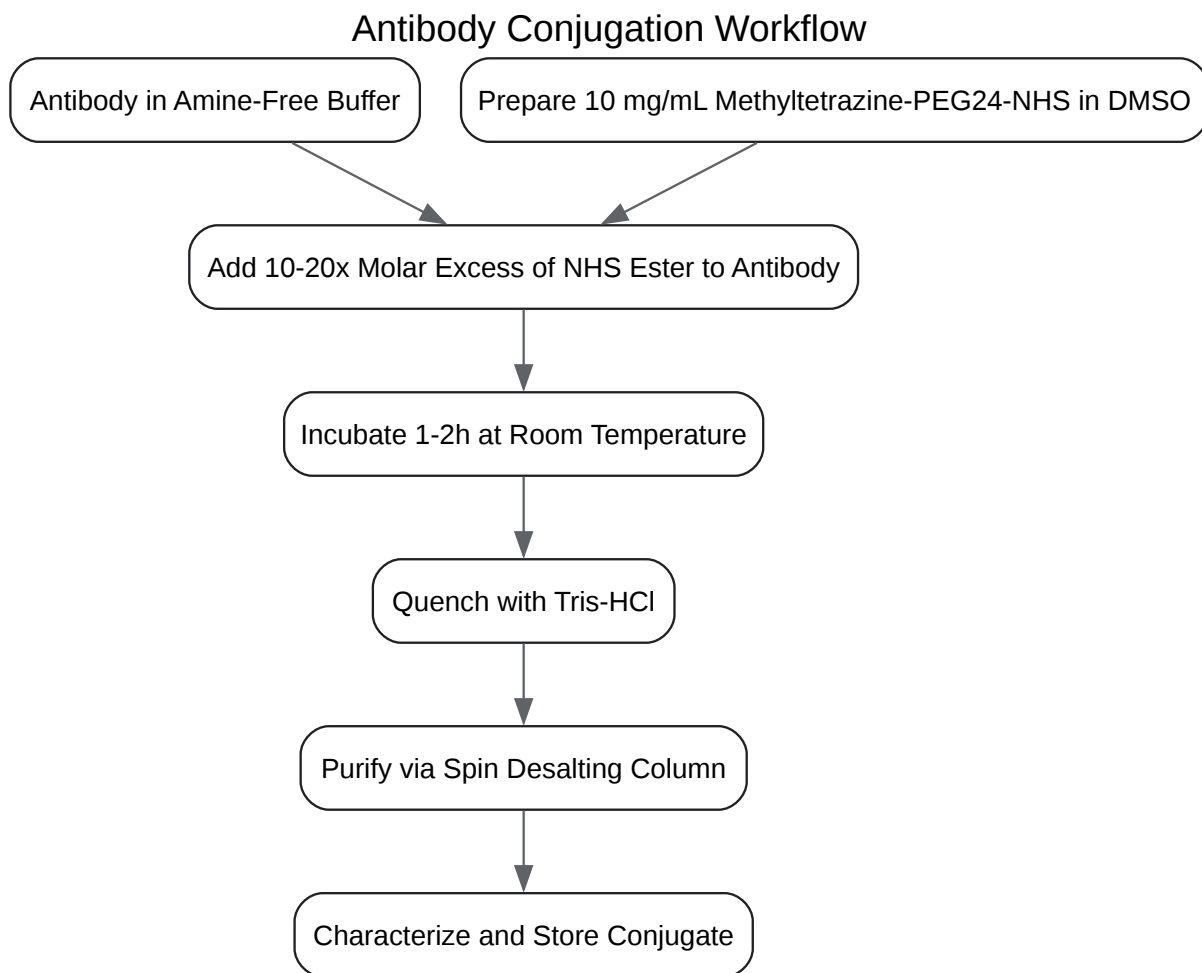 Antibody Conjugation Workflow
Antibody in Amine-Free Buffer
Prepare 10 mg/mL Methyltetrazine-PEG24-NHS in DMSO
Add 10-20x Molar Excess of NHS Ester to Antibody
Incubate 1-2h at Room Temperature
Quench with Tris-HCl
Purify via Spin Desalting Column
Characterize and Store Conjugate